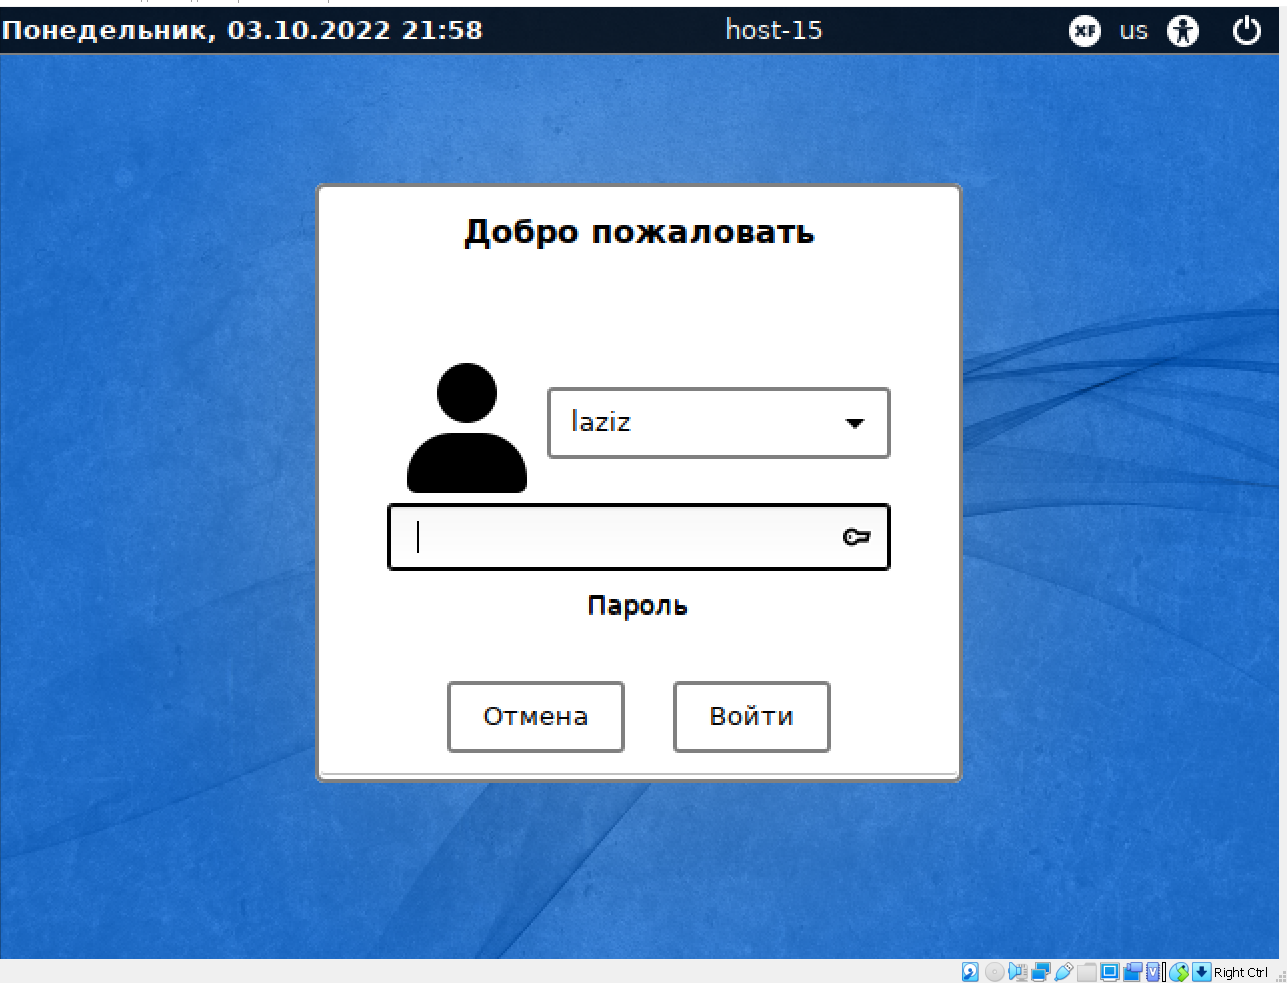 Понедельник, 03.10.2022 21:58 host-15 XF us
Добро пожаловать
laziz
Пароль
Отмена Войти
V Right Ctrl